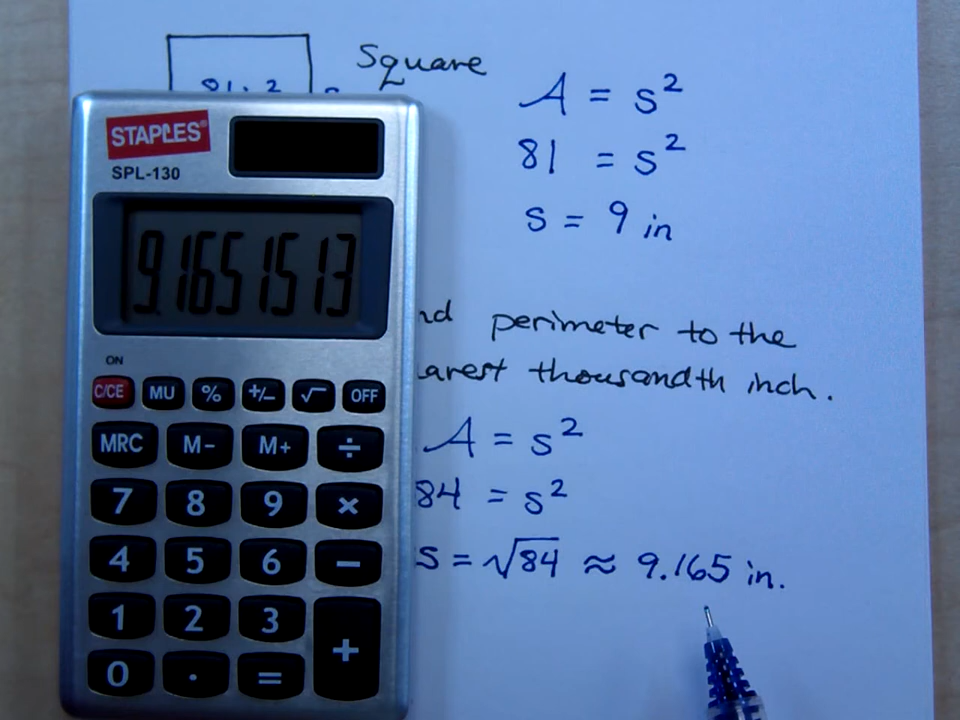 Square
A = s²
81 = s²
s = 9 in
STAPLES®
SPL-130
9.1651513
perimeter to the
thousandth inch.
ON
C/CE MU % +/- √ OFF
MRC M- M+ ÷
7 8 9 ×
4 5 6 −
1 2 3 +
0 . =
A = s²
84 = s²
s = √84 ≈ 9.165 in.